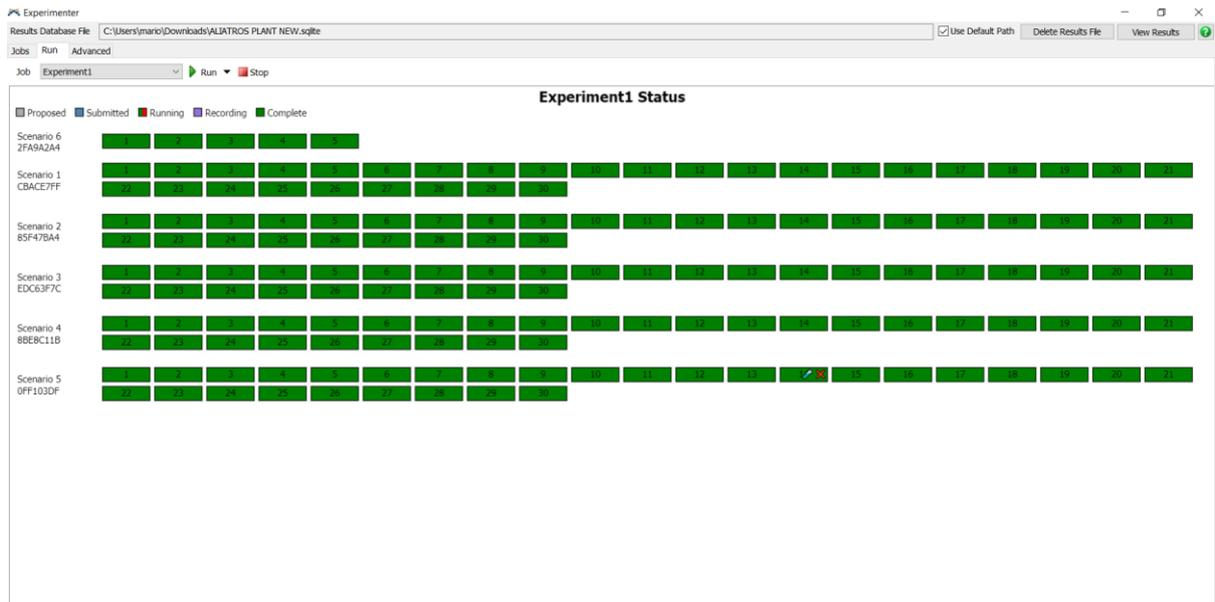 Experimenter
Results Database File C:\Users\mario\Downloads\ALIATROS PLANT NEW.sqlite Use Default Path Delete Results File View Results ?
Jobs Run Advanced
Job Experiment1 Run Stop
Experiment1 Status
Proposed Submitted Running Recording Complete
Scenario 6
2FA9A2A4
1 2 3 4 5
Scenario 1
CBACE7FF
1 2 3 4 5 6 7 8 9 10 11 12 13 14 15 16 17 18 19 20 21
22 23 24 25 26 27 28 29 30
Scenario 2
85F47BA4
1 2 3 4 5 6 7 8 9 10 11 12 13 14 15 16 17 18 19 20 21
22 23 24 25 26 27 28 29 30
Scenario 3
EDC63F7C
1 2 3 4 5 6 7 8 9 10 11 12 13 14 15 16 17 18 19 20 21
22 23 24 25 26 27 28 29 30
Scenario 4
8BE8C11B
1 2 3 4 5 6 7 8 9 10 11 12 13 14 15 16 17 18 19 20 21
22 23 24 25 26 27 28 29 30
Scenario 5
0FF103DF
1 2 3 4 5 6 7 8 9 10 11 12 13 15 16 17 18 19 20 21
22 23 24 25 26 27 28 29 30